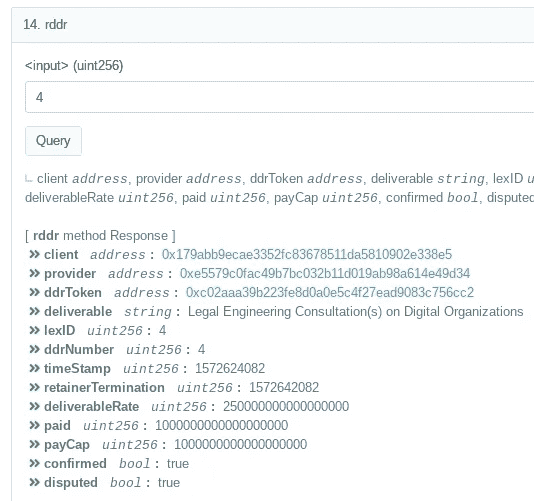 14. rddr
<input> (uint256)
4
Query
client address, provider address, ddrToken address, deliverable string, lexID u
deliverableRate uint256, paid uint256, payCap uint256, confirmed bool, disputed
[ rddr method Response ]
>> client address : 0x179abb9ecae3352fc83678511da5810902e338e5
>> provider address : 0xe5579c0fac49b7bc032b11d019ab98a614e49d34
>> ddrToken address : 0xc02aaa39b223fe8d0a0e5c4f27ead9083c756cc2
>> deliverable string : Legal Engineering Consultation(s) on Digital Organizations
>> lexID uint256 : 4
>> ddrNumber uint256 : 4
>> timeStamp uint256 : 1572624082
>> retainerTermination uint256 : 1572642082
>> deliverableRate uint256 : 250000000000000000
>> paid uint256 : 1000000000000000000
>> payCap uint256 : 1000000000000000000
>> confirmed bool : true
>> disputed bool : true